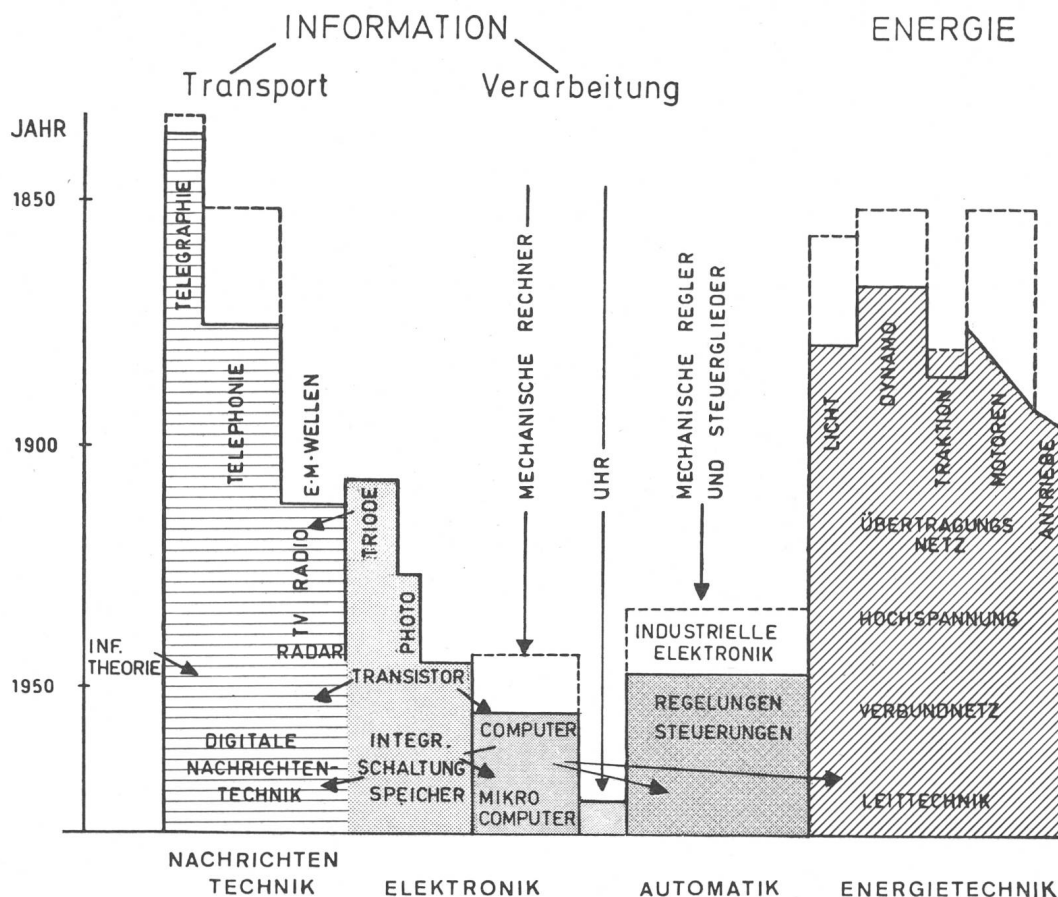 INFORMATION
ENERGIE
Transport
Verarbeitung
JAHR
1850
1900
1950
TELEGRAPHIE
TELEPHONIE
E·M·WELLEN
TV RADIO
RADAR
INF.
THEORIE
DIGITALE
NACHRICHTEN-
TECHNIK
TRIODE
PHOTO
TRANSISTOR
INTEGR.
SCHALTUNG
SPEICHER
MECHANISCHE RECHNER
COMPUTER
MIKRO
COMPUTER
UHR
MECHANISCHE REGLER
UND STEUERGLIEDER
INDUSTRIELLE
ELEKTRONIK
REGELUNGEN
STEUERUNGEN
LICHT
DYNAMO
TRAKTION
MOTOREN
ANTRIEBE
ÜBERTRAGUNGS
NETZ
HOCHSPANNUNG
VERBUNDNETZ
LEITTECHNIK
NACHRICHTEN
TECHNIK
ELEKTRONIK
AUTOMATIK
ENERGIETECHNIK